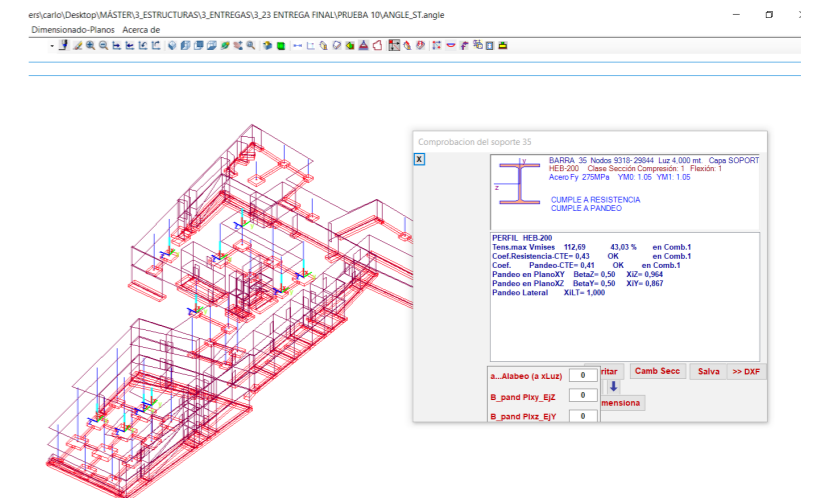 ers\carlo\Desktop\MÁSTER\3_ESTRUCTURAS\3_ENTREGAS\3_23 ENTREGA FINAL\PRUEBA 10\ANGLE_ST.angle
Dimensionado-Planos Acerca de
Comprobacion del soporte 35
X
y
z
BARRA 35 Nodos 9318- 29844 Luz 4,000 mt. Capa SOPORT
HEB-200 Clase Sección Compresión: 1 Flexión: 1
Acero Fy 275MPa YM0: 1.05 YM1: 1.05
CUMPLE A RESISTENCIA
CUMPLE A PANDEO
PERFIL HEB-200
Tens.max Vmises 112,69 43,03 % en Comb.1
Coef.Resistencia-CTE= 0,43 OK en Comb.1
Coef. Pandeo-CTE= 0,41 OK en Comb.1
Pandeo en PlanoXY BetaZ= 0,50 XiZ= 0,964
Pandeo en PlanoXZ BetaY= 0,50 XiY= 0,867
Pandeo Lateral XiLT= 1,000
a...Alabeo (a xLuz) 0 ritar Camb Secc Salva >> DXF
B_pand Plxy_EjZ 0 mensiona
B_pand Plxz_EjY 0